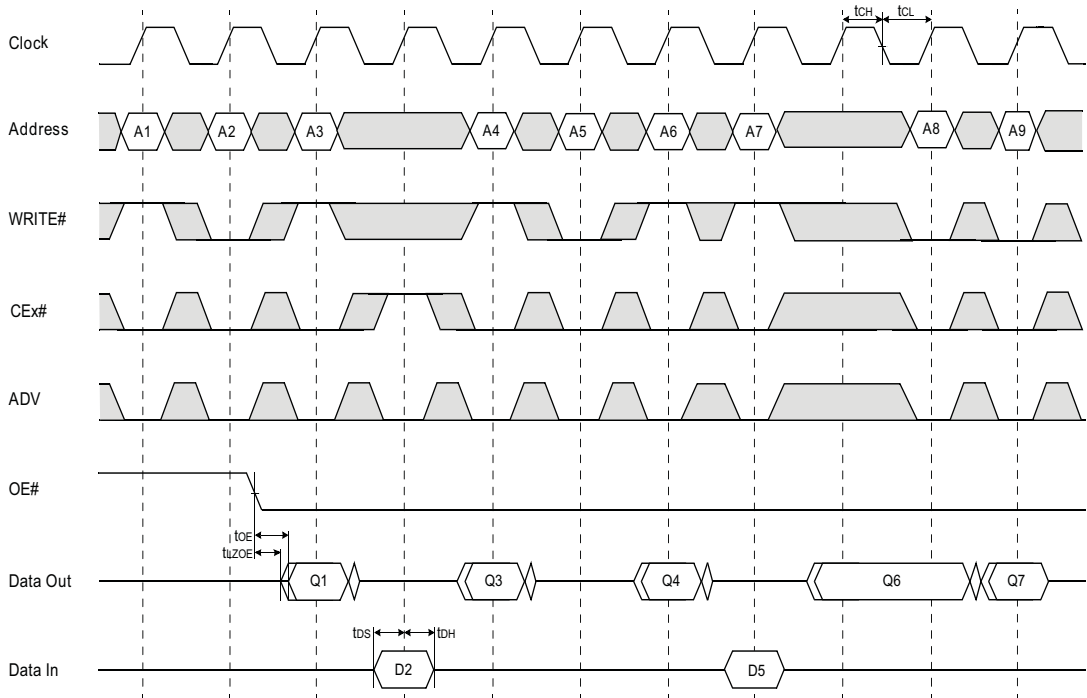 tCH tCL
Clock
Address A1 A2 A3 A4 A5 A6 A7 A8 A9
WRITE#
CEx#
ADV
OE#
tOE
tLZOE
Data Out Q1 Q3 Q4 Q6 Q7
tDS tDH
Data In D2 D5